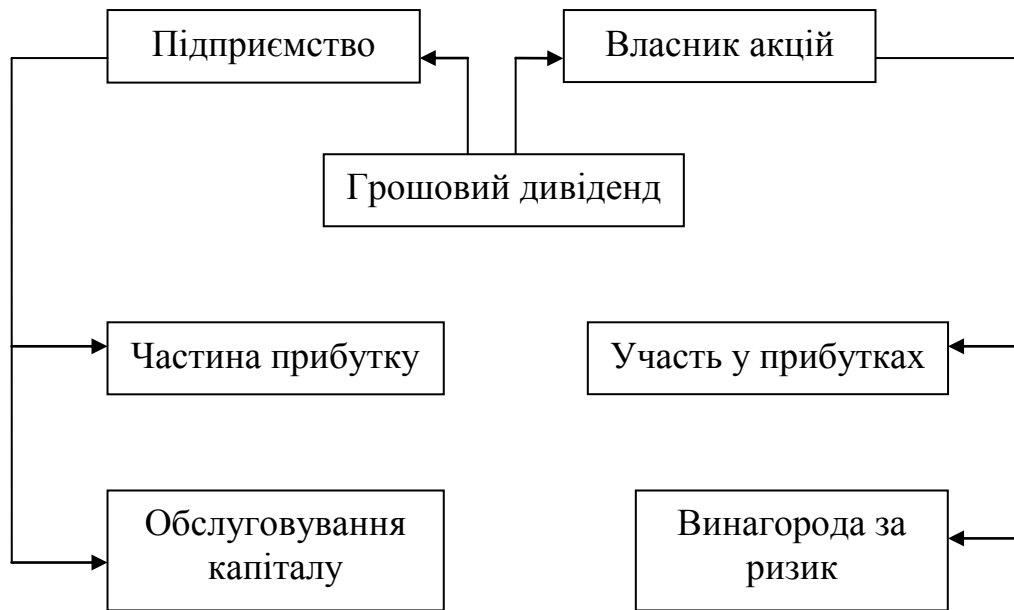 Підприємство
Власник акцій
Грошовий дивіденд
Частина прибутку
Участь у прибутках
Обслуговування
капіталу
Винагорода за
ризик